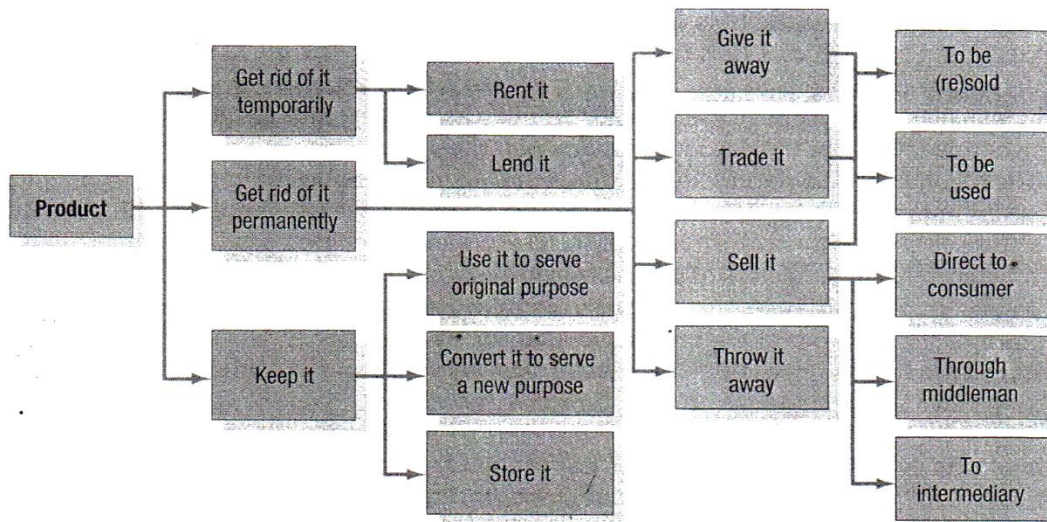 Product
Get rid of it
temporarily
Get rid of it
permanently
Keep it
Rent it
Lend it
Use it to serve
original purpose
Convert it to serve
a new purpose
Store it
Give it
away
Trade it
Sell it
Throw it
away
To be
(re)sold
To be
used
Direct to
consumer
Through
middleman
To
intermediary